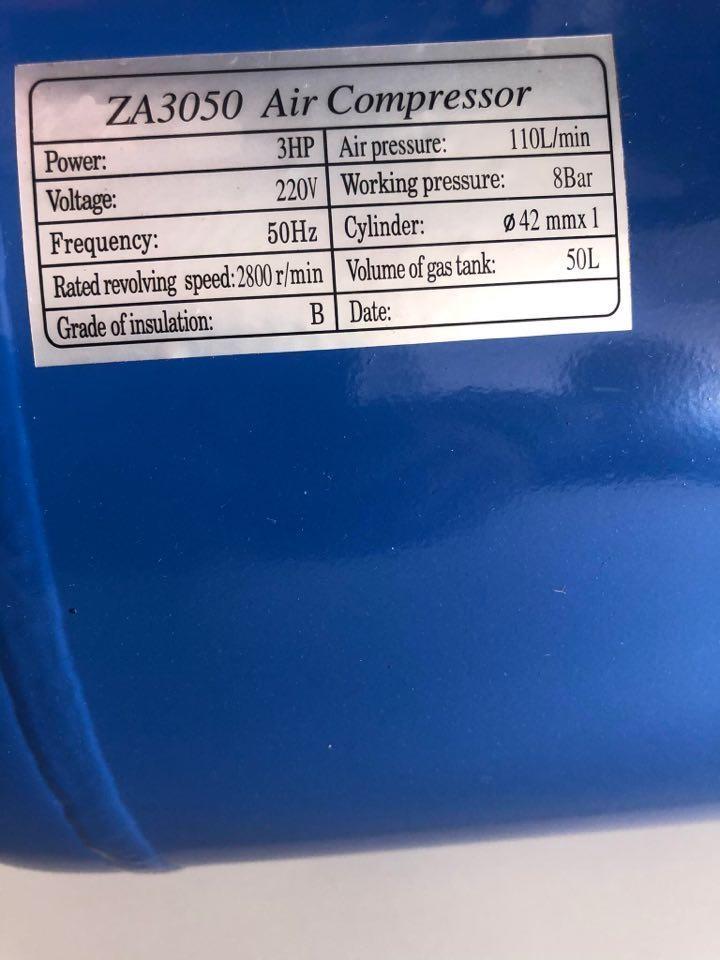 ZA3050 Air Compressor
Power: 3HP Air pressure: 110L/min
Voltage: 220V Working pressure: 8Bar
Frequency: 50Hz Cylinder: ø42 mmx1
Rated revolving speed: 2800 r/min Volume of gas tank: 50L
Grade of insulation: B Date: